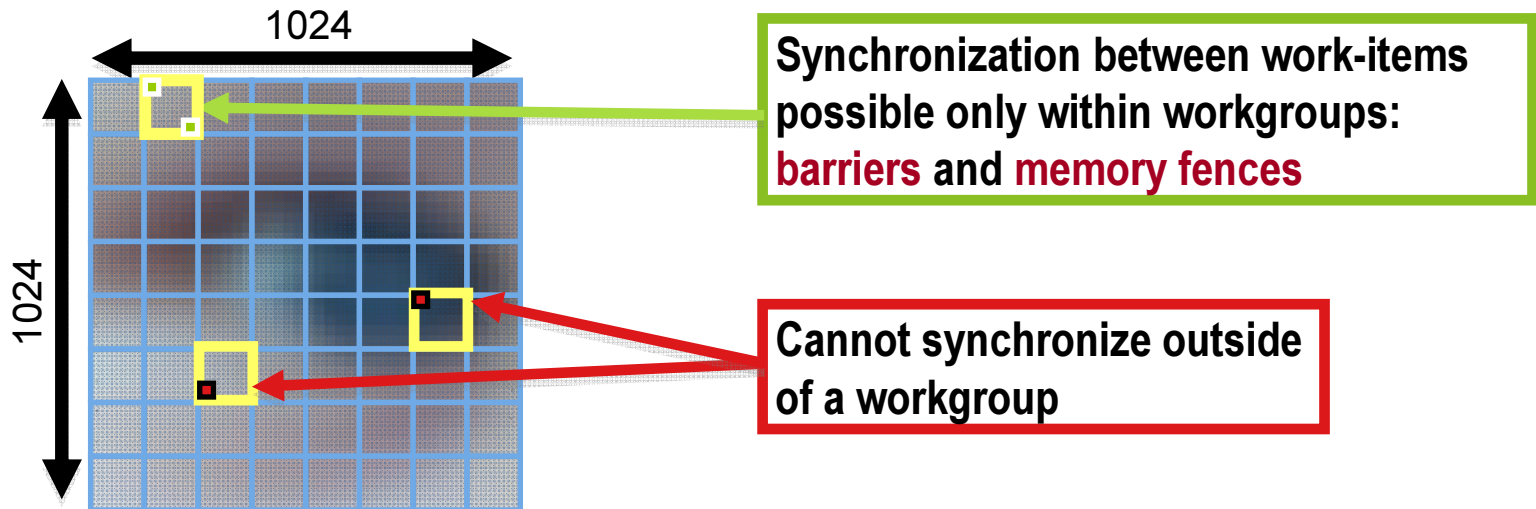 1024
Synchronization between work-items
possible only within workgroups:
barriers and memory fences
1024
Cannot synchronize outside
of a workgroup